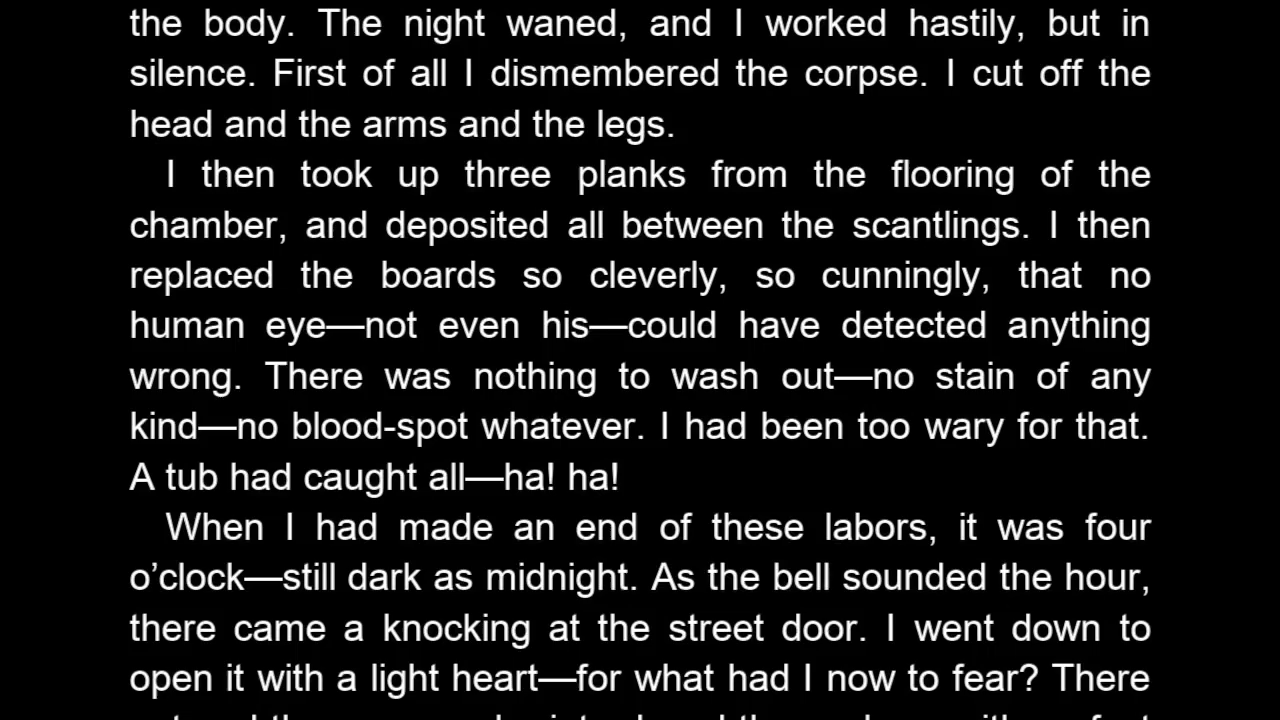 the body. The night waned, and I worked hastily, but in
silence. First of all I dismembered the corpse. I cut off the
head and the arms and the legs.
I then took up three planks from the flooring of the
chamber, and deposited all between the scantlings. I then
replaced the boards so cleverly, so cunningly, that no
human eye—not even his—could have detected anything
wrong. There was nothing to wash out—no stain of any
kind—no blood-spot whatever. I had been too wary for that.
A tub had caught all—ha! ha!
When I had made an end of these labors, it was four
o’clock—still dark as midnight. As the bell sounded the hour,
there came a knocking at the street door. I went down to
open it with a light heart—for what had I now to fear? There